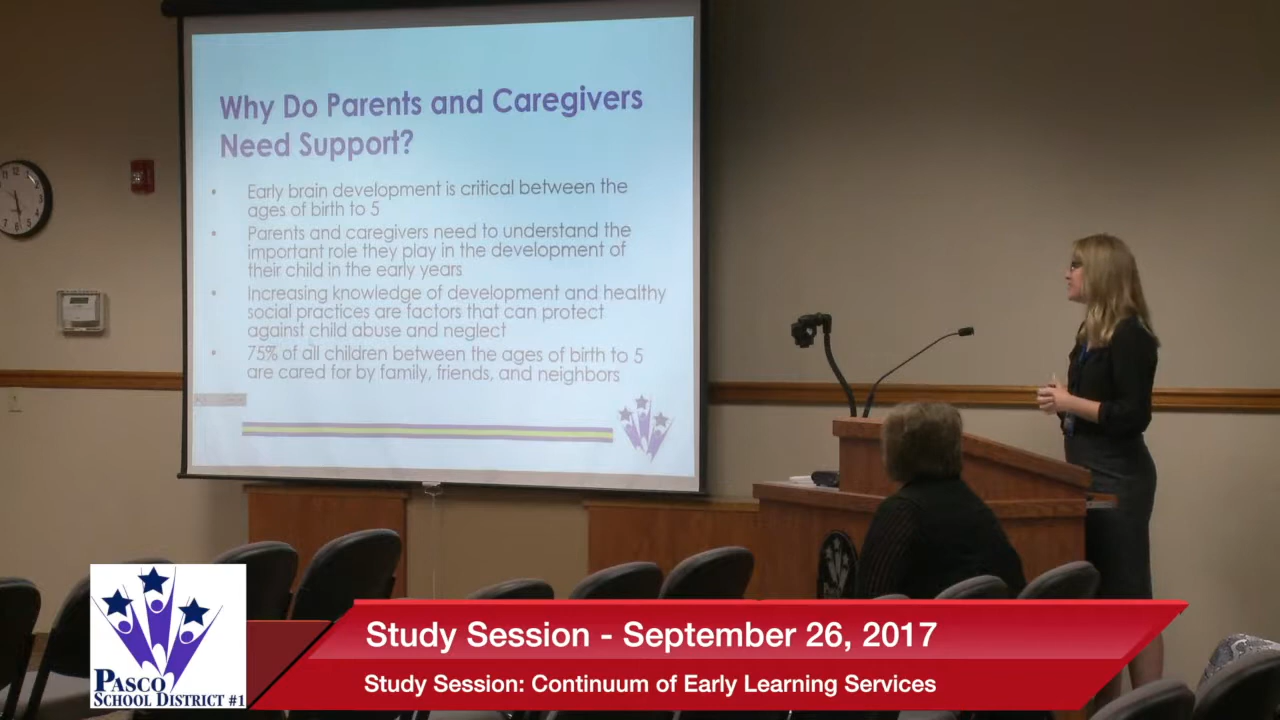 Why Do Parents and Caregivers
Need Support?
• Early brain development is critical between the
ages of birth to 5
• Parents and caregivers need to understand the
important role they play in the development of
their child in the early years
• Increasing knowledge of development and healthy
social practices are factors that can protect
against child abuse and neglect
• 75% of all children between the ages of birth to 5
are cared for by family, friends, and neighbors
PASCO
SCHOOL DISTRICT #1
Study Session - September 26, 2017
Study Session: Continuum of Early Learning Services